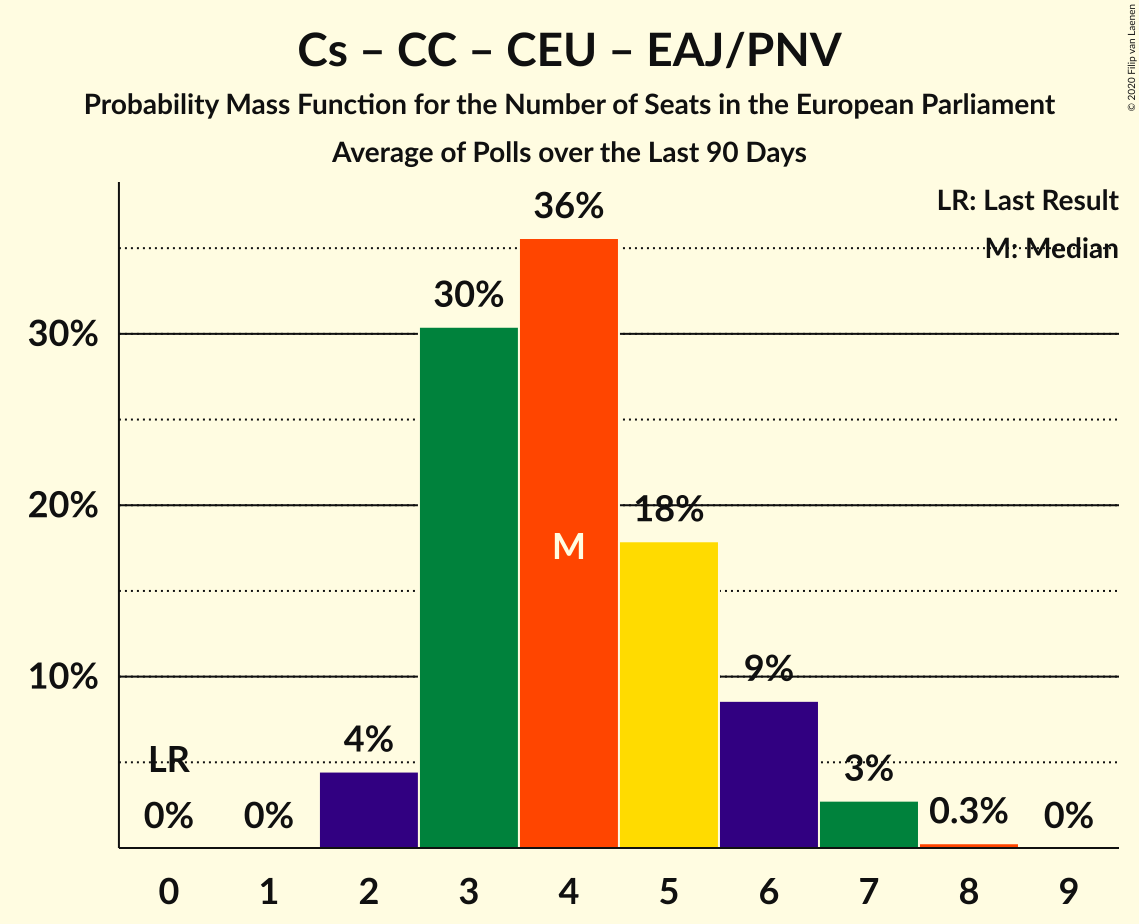 Cs – CC – CEU – EAJ/PNV
Probability Mass Function for the Number of Seats in the European Parliament
Average of Polls over the Last 90 Days
© 2020 Filip van Laenen
LR: Last Result
M: Median
36%
30%
30%
20%
18%
M
10%
9%
4%
LR
3%
0%
0%
0.3%
0%
0 1 2 3 4 5 6 7 8 9